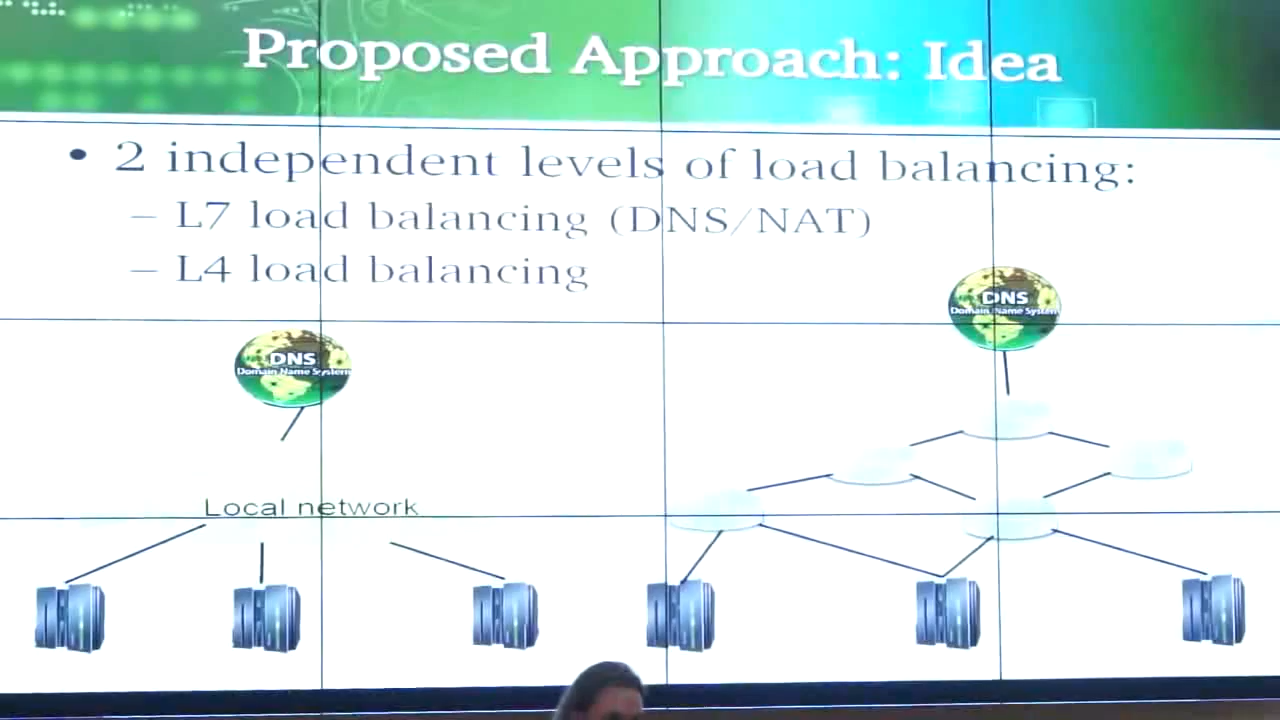 Proposed Approach: Idea
• 2 independent levels of load balancing:
– L7 load balancing (DNS/NAT)
– L4 load balancing
DNS
Domain Name System
DNS
Domain Name System
Local network